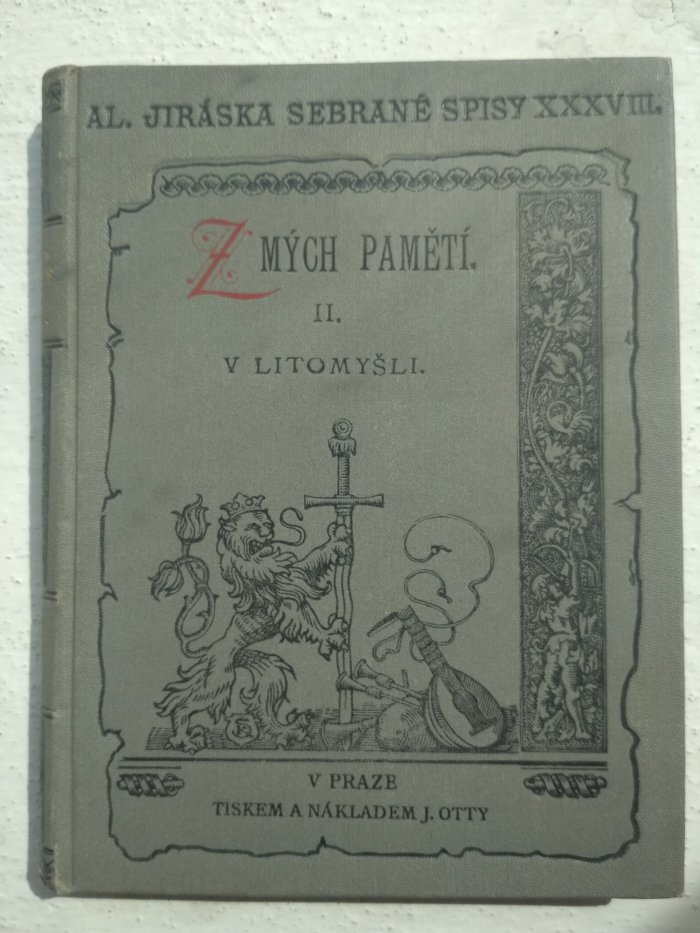 AL. JIRÁSKA SEBRANÉ SPISY XXXVIII.
Z MÝCH PAMĚTÍ.
II.
V LITOMYŠLI.
V PRAZE
TISKEM A NÁKLADEM J. OTTY